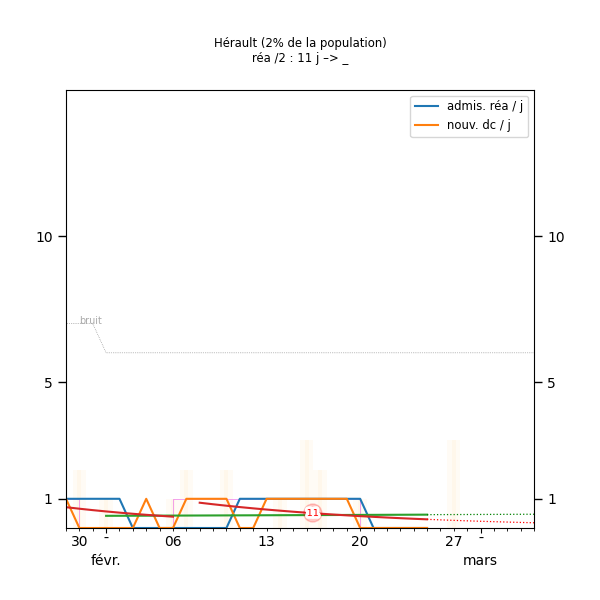 Hérault (2% de la population)
réa /2 : 11 j –> _
admis. réa / j
nouv. dc / j
10 10
bruit
5 5
1 1
11
30 - 06 13 20 27 -
févr. mars